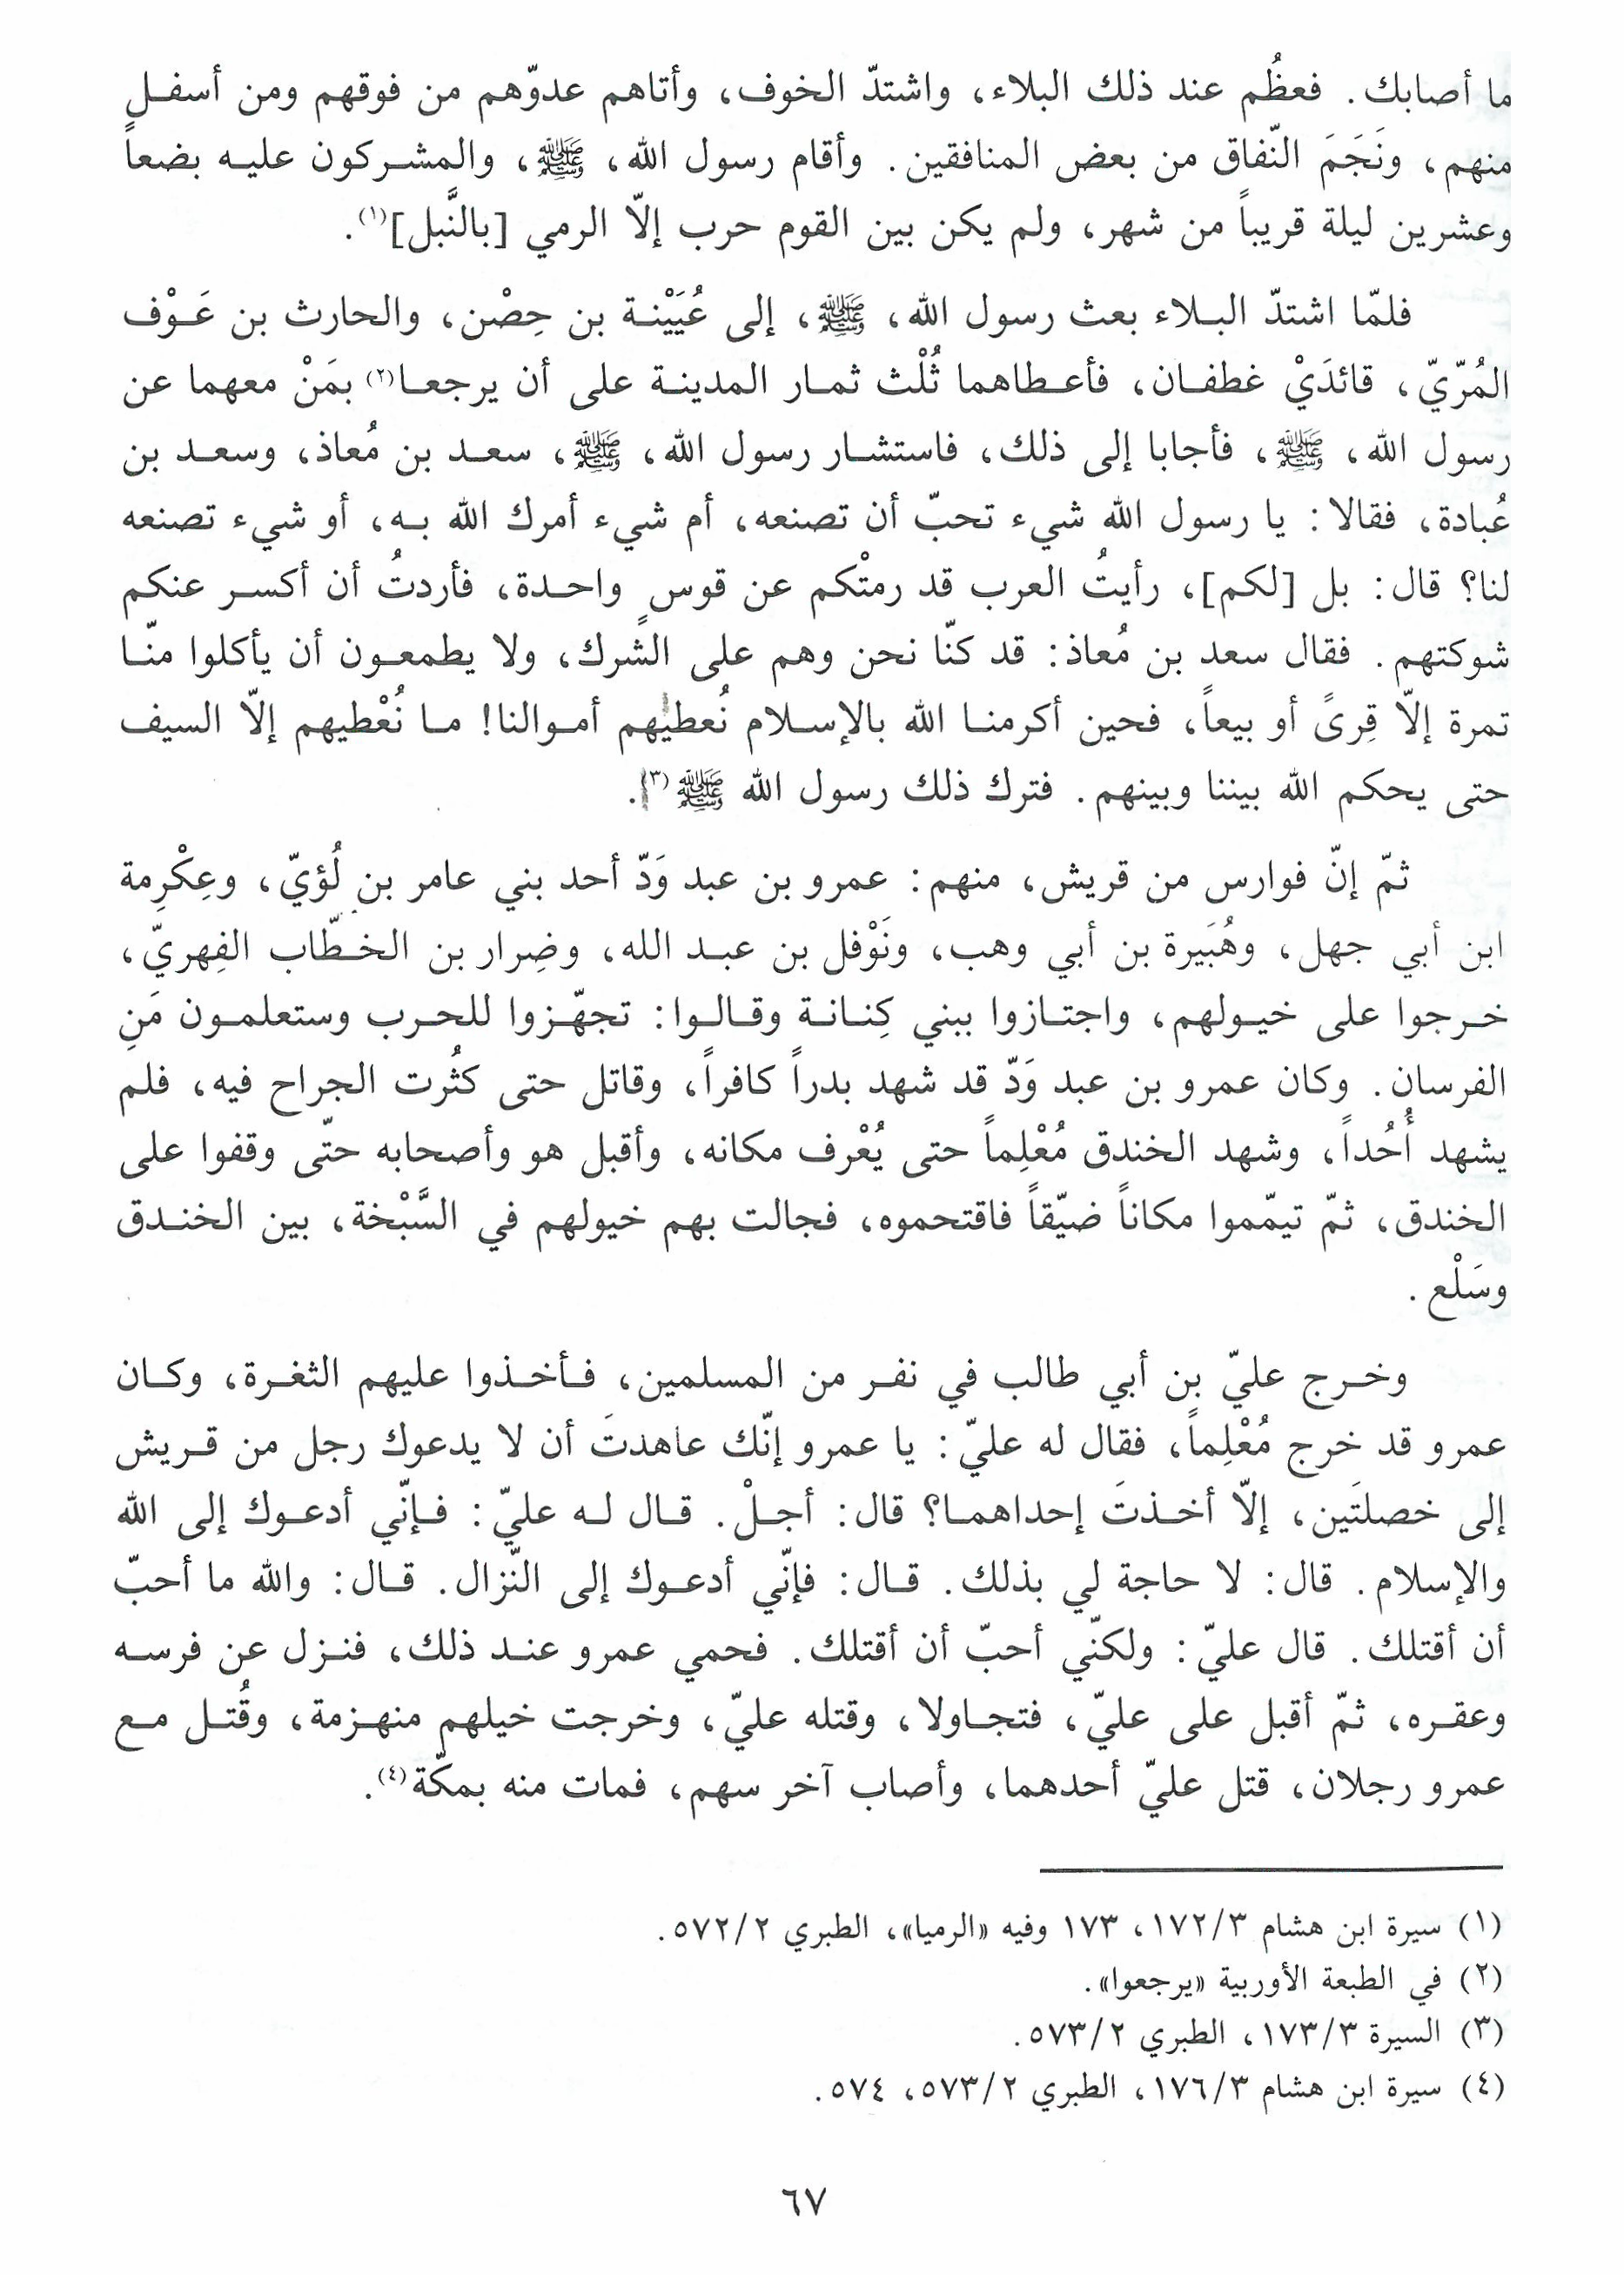 ما أصابك. فعظُم عند ذلك البلاء، واشتدّ الخوف، وأتاهم عدوّهم من فوقهم ومن أسفل
منهم، ونَجَمَ النّفاق من بعض المنافقين. وأقام رسول الله، ﷺ، والمشركون عليه بضعاً
وعشرين ليلة قريباً من شهر، ولم يكن بين القوم حرب إلاّ الرمي [بالنَّبل]⁽¹⁾.
فلمّا اشتدّ البلاء بعث رسول الله، ﷺ، إلى عُيَيْنة بن حِصْن، والحارث بن عَوْف
المُرّيّ، قائدَيْ غطفان، فأعطاهما ثُلْث ثمار المدينة على أن يرجعا(٢) بمَنْ معهما عن
رسول الله، ﷺ، فأجابا إلى ذلك، فاستشار رسول الله، ﷺ، سعد بن مُعاذ، وسعد بن
عُبادة، فقالا: يا رسول الله شيء تحبّ أن تصنعه، أم شيء أمرك الله به، أو شيء تصنعه
لنا؟ قال: بل [لكم]، رأيتُ العرب قد رمتْكم عن قوسٍ واحدة، فأردتُ أن أكسر عنكم
شوكتهم. فقال سعد بن مُعاذ: قد كنّا نحن وهم على الشّرك، ولا يطمعون أن يأكلوا منّا
تمرة إلاّ قِرىً أو بيعاً، فحين أكرمنا الله بالإسلام نُعطيهم أموالنا! ما نُعْطيهم إلاّ السيف
حتى يحكم الله بيننا وبينهم. فترك ذلك رسول الله ﷺ(٣).
ثمّ إنّ فوارس من قريش، منهم: عمرو بن عبد وَدّ أحد بني عامر بن لُؤيّ، وعِكْرِمة
ابن أبي جهل، وهُبَيرة بن أبي وهب، ونَوْفل بن عبد الله، وضِرار بن الخطّاب الفِهريّ،
خرجوا على خيولهم، واجتازوا ببني كِنانة وقالوا: تجهّزوا للحرب وستعلمون مَنِ
الفرسان. وكان عمرو بن عبد وَدّ قد شهد بدراً كافراً، وقاتل حتى كثُرت الجراح فيه، فلم
يشهد أُحُداً، وشهد الخندق مُعْلِماً حتى يُعْرف مكانه، وأقبل هو وأصحابه حتّى وقفوا على
الخندق، ثمّ تيمّموا مكاناً ضيّقاً فاقتحموه، فجالت بهم خيولهم في السَّبْخة، بين الخندق
وسَلْع.
وخرج عليّ بن أبي طالب في نفر من المسلمين، فأخذوا عليهم الثغرة، وكان
عمرو قد خرج مُعْلِماً، فقال له عليّ: يا عمرو إنّك عاهدتَ أن لا يدعوك رجل من قريش
إلى خصلتَين، إلاّ أخذتَ إحداهما؟ قال: أجلْ. قال له عليّ: فإنّي أدعوك إلى الله
والإسلام. قال: لا حاجة لي بذلك. قال: فإنّي أدعوك إلى النّزال. قال: والله ما أحبّ
أن أقتلك. قال عليّ: ولكنّي أحبّ أن أقتلك. فحمي عمرو عند ذلك، فنزل عن فرسه
وعقره، ثمّ أقبل على عليّ، فتجاولا، وقتله عليّ، وخرجت خيلهم منهزمة، وقُتل مع
عمرو رجلان، قتل عليّ أحدهما، وأصاب آخر سهم، فمات منه بمكّة(٤).
(١) سيرة ابن هشام ١٧٢/٣، ١٧٣ وفيه «الرميا»، الطبري ٥٧٢/٢.
(٢) في الطبعة الأوربية «يرجعوا».
(٣) السيرة ١٧٣/٣، الطبري ٥٧٣/٢.
(٤) سيرة ابن هشام ١٧٦/٣، الطبري ٥٧٣/٢، ٥٧٤.
٦٧